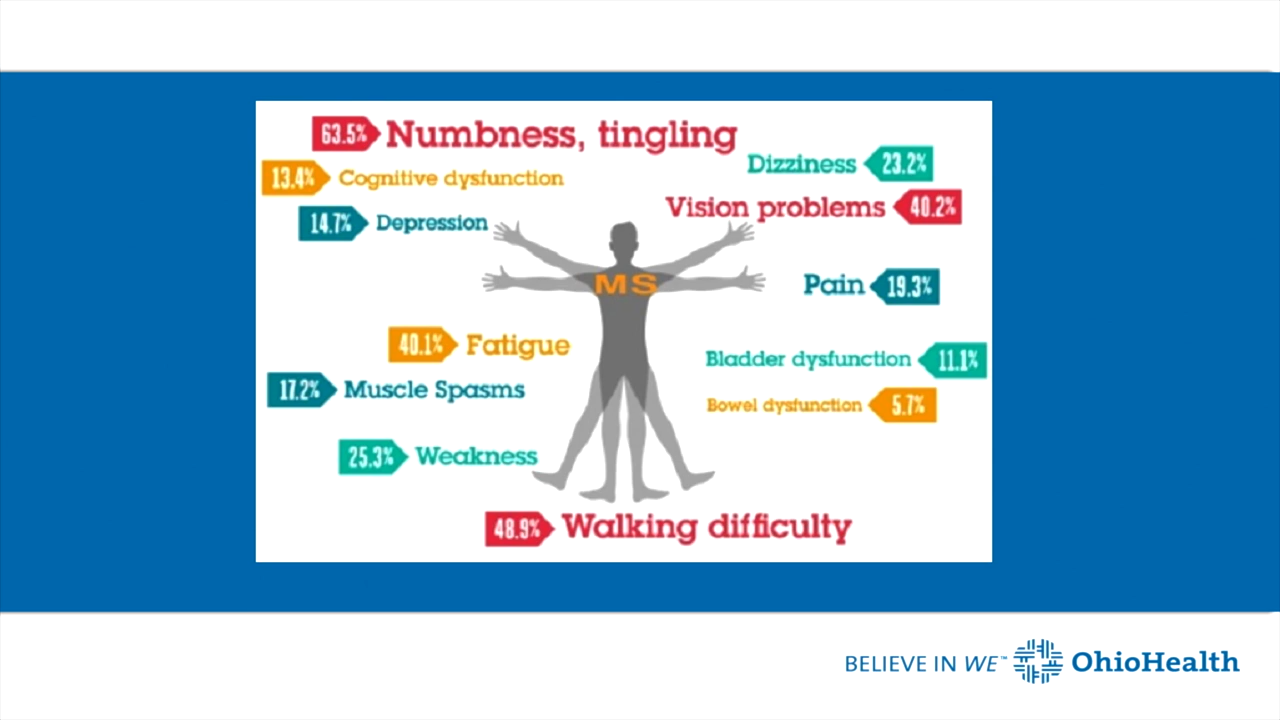 63.5% Numbness, tingling
13.4% Cognitive dysfunction
14.7% Depression
Dizziness 23.2%
Vision problems 40.2%
MS
Pain 19.3%
40.1% Fatigue
17.2% Muscle Spasms
25.3% Weakness
Bladder dysfunction 11.1%
Bowel dysfunction 5.7%
48.9% Walking difficulty
BELIEVE IN WE™ OhioHealth